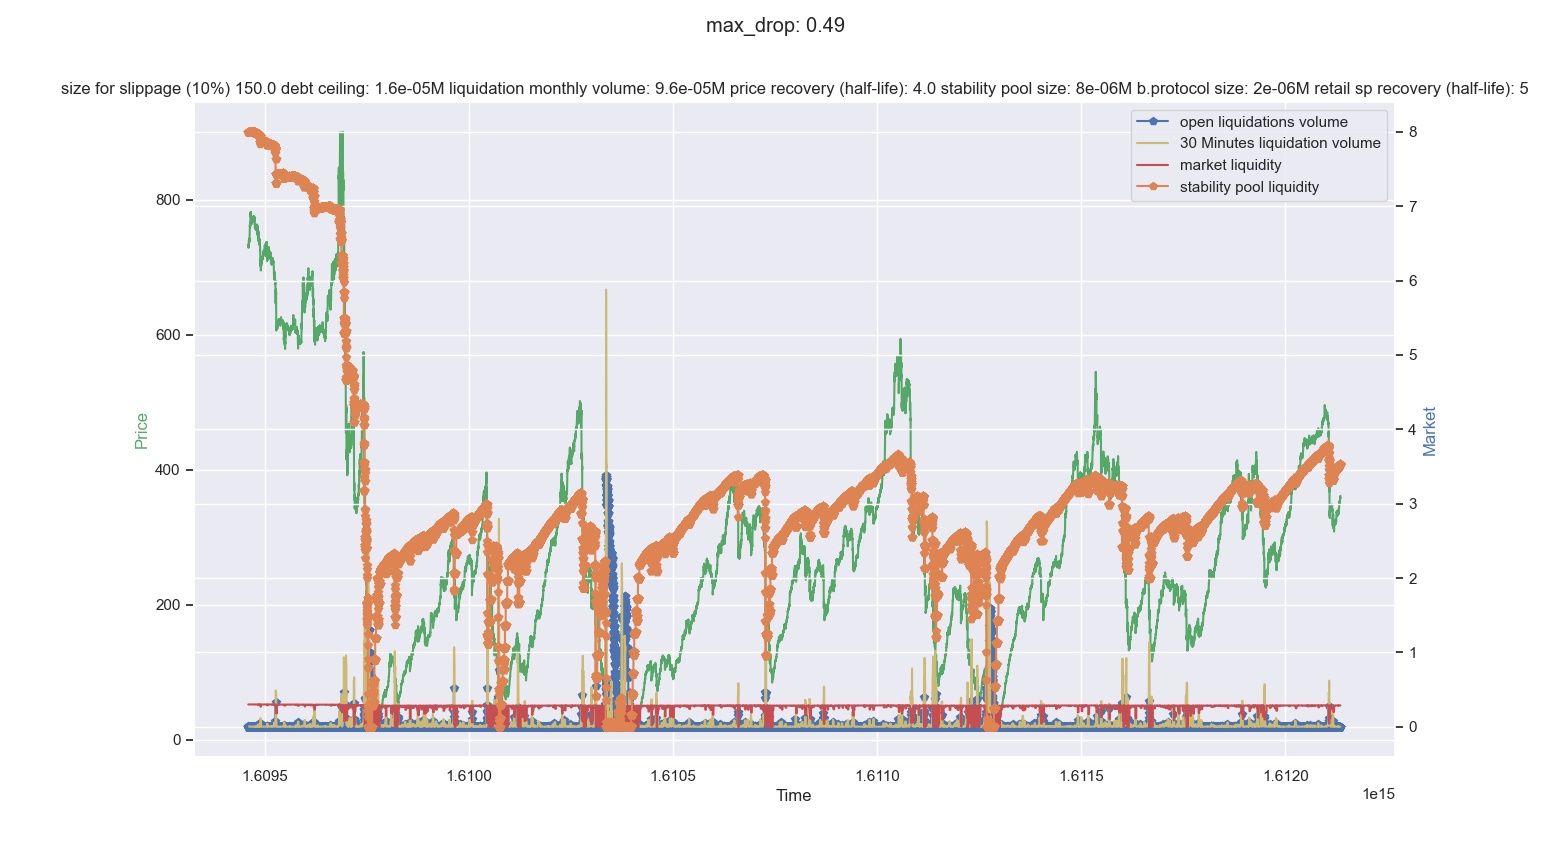 max_drop: 0.49
size for slippage (10%) 150.0 debt ceiling: 1.6e-05M liquidation monthly volume: 9.6e-05M price recovery (half-life): 4.0 stability pool size: 8e-06M b.protocol size: 2e-06M retail sp recovery (half-life): 5
open liquidations volume
30 Minutes liquidation volume
market liquidity
stability pool liquidity
800
600
400
200
0
Price
8
7
6
5
4
3
2
1
0
Market
1.6095 1.6100 1.6105 1.6110 1.6115 1.6120
Time
1e15